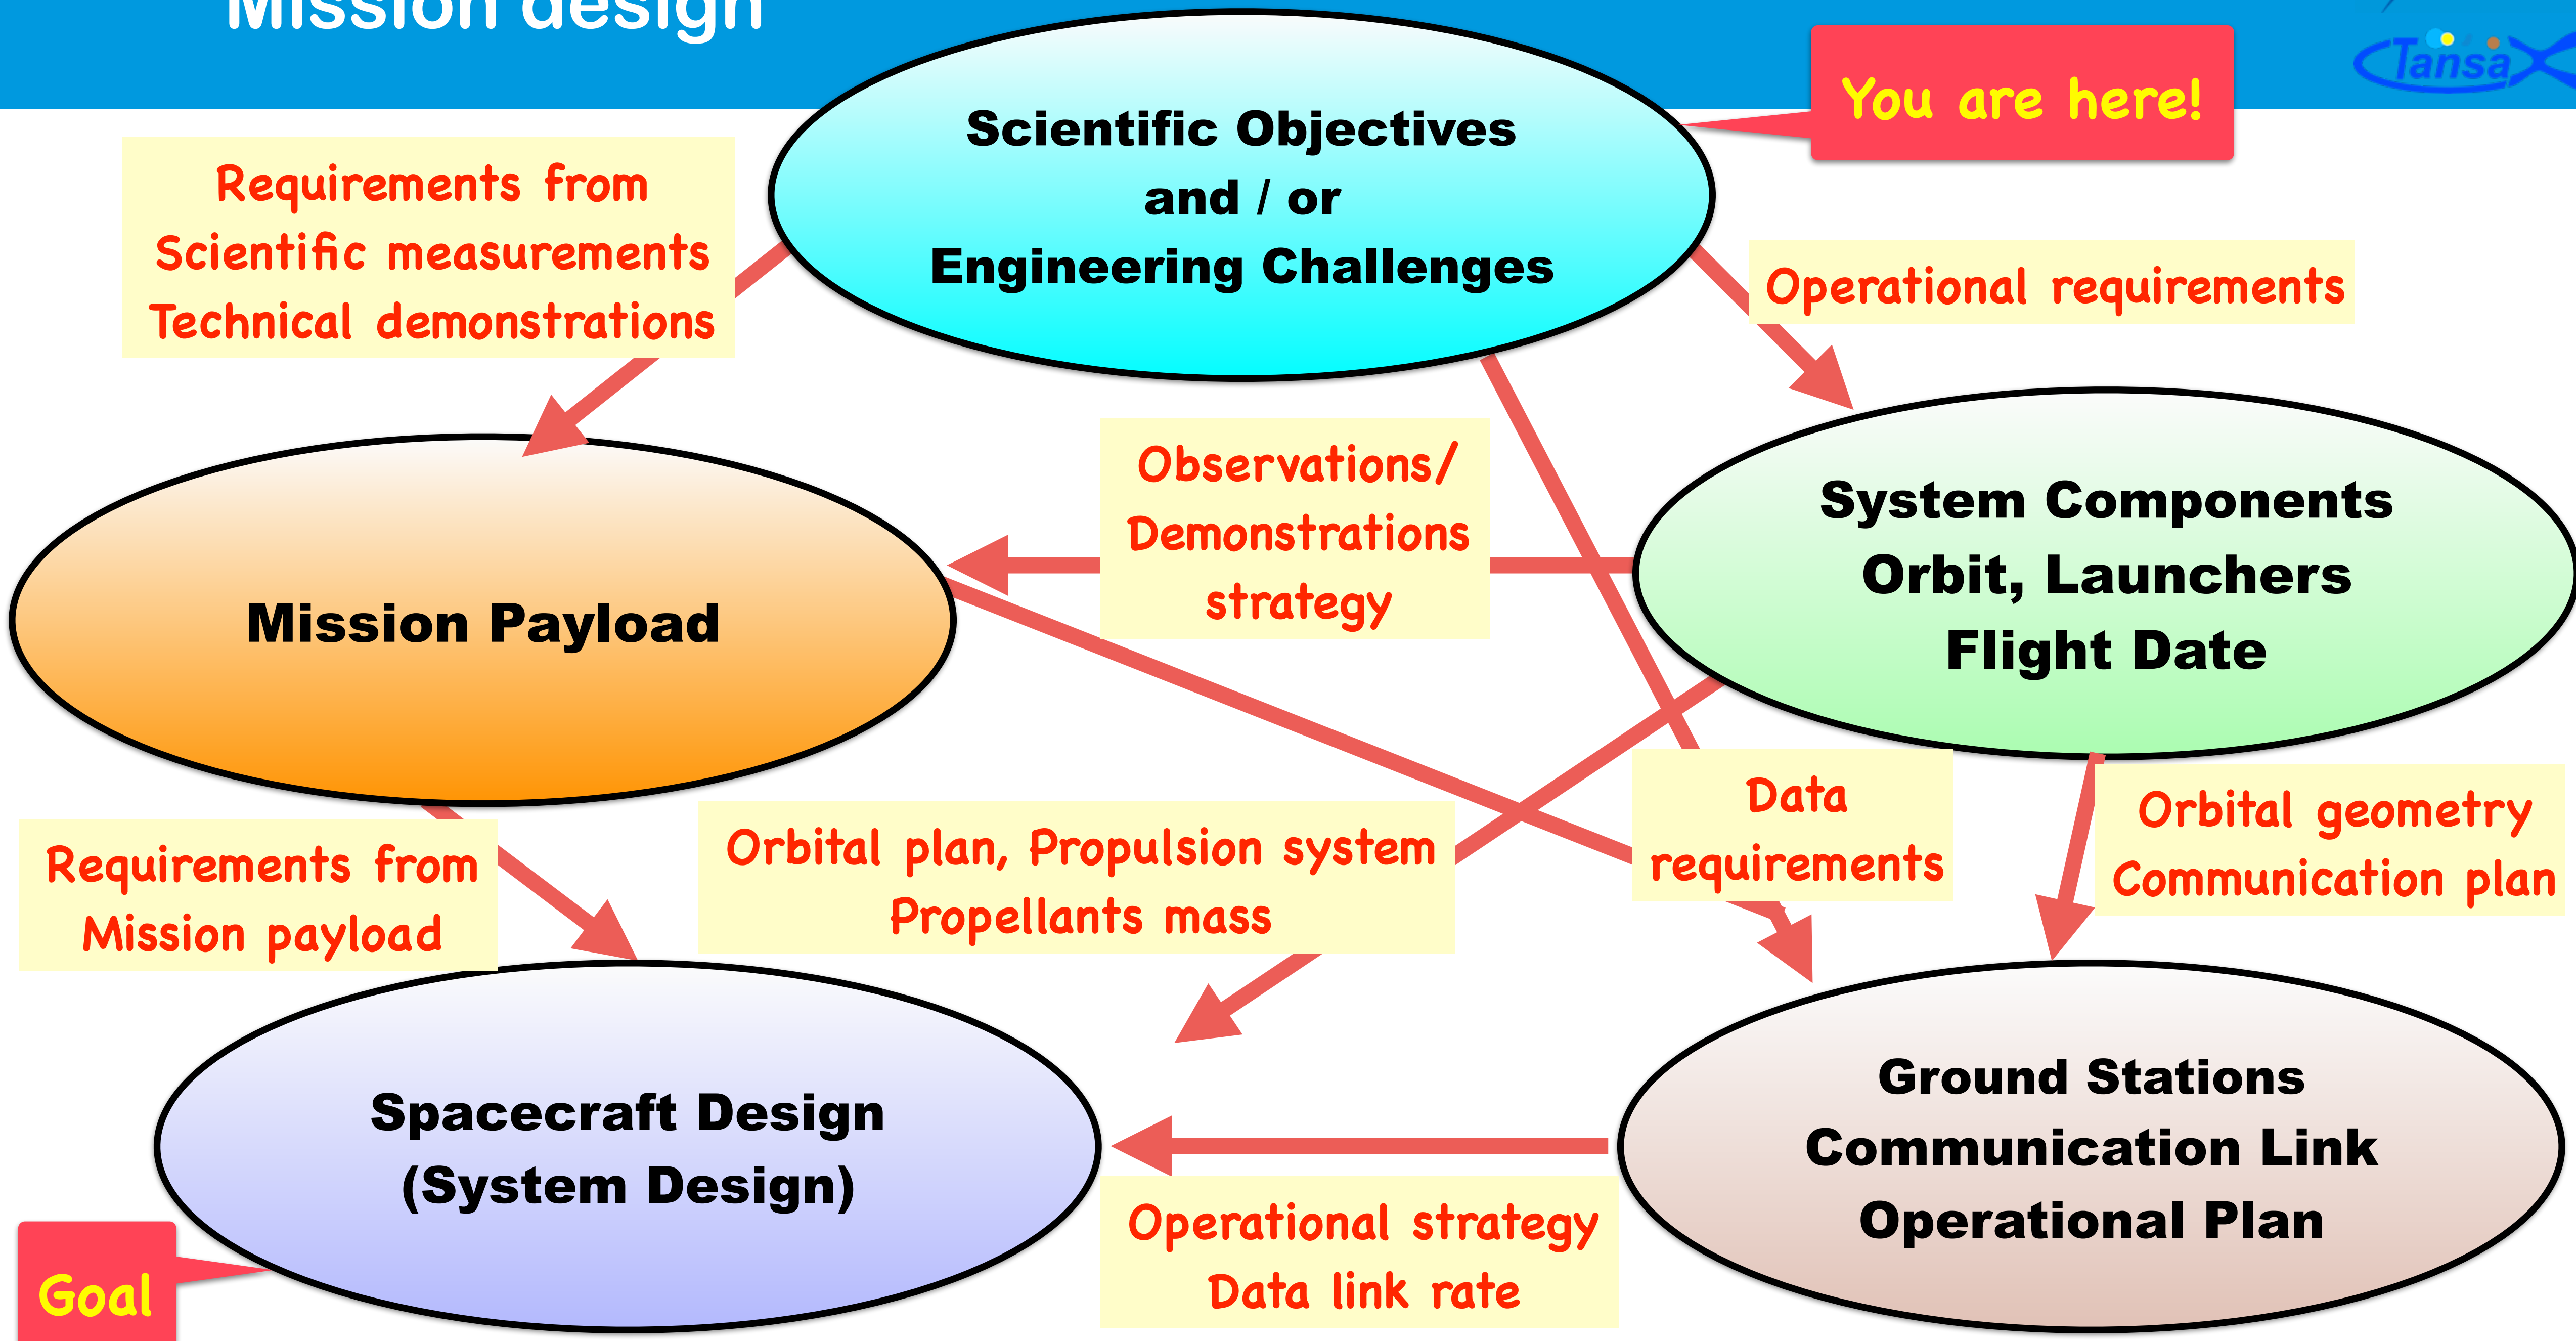 Mission design
Tansa
You are here!
Scientific Objectives
and / or
Engineering Challenges
Requirements from
Scientific measurements
Technical demonstrations
Operational requirements
Observations/
Demonstrations
strategy
System Components
Orbit, Launchers
Flight Date
Mission Payload
Data
requirements
Orbital geometry
Communication plan
Requirements from
Mission payload
Orbital plan, Propulsion system
Propellants mass
Spacecraft Design
(System Design)
Ground Stations
Communication Link
Operational Plan
Operational strategy
Data link rate
Goal